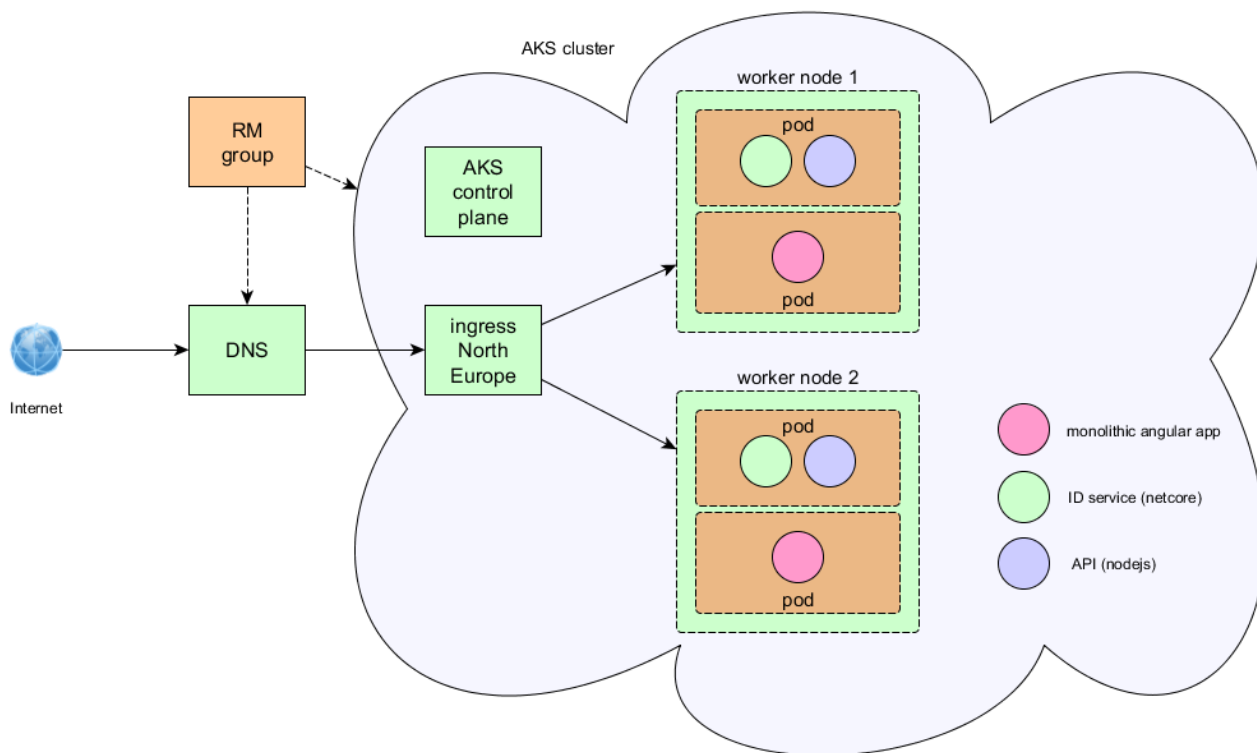 AKS cluster
worker node 1
RM
group
pod
AKS
control
plane
pod
ingress
North
Europe
DNS
Internet
worker node 2
pod
monolithic angular app
ID service (netcore)
API (nodejs)
pod